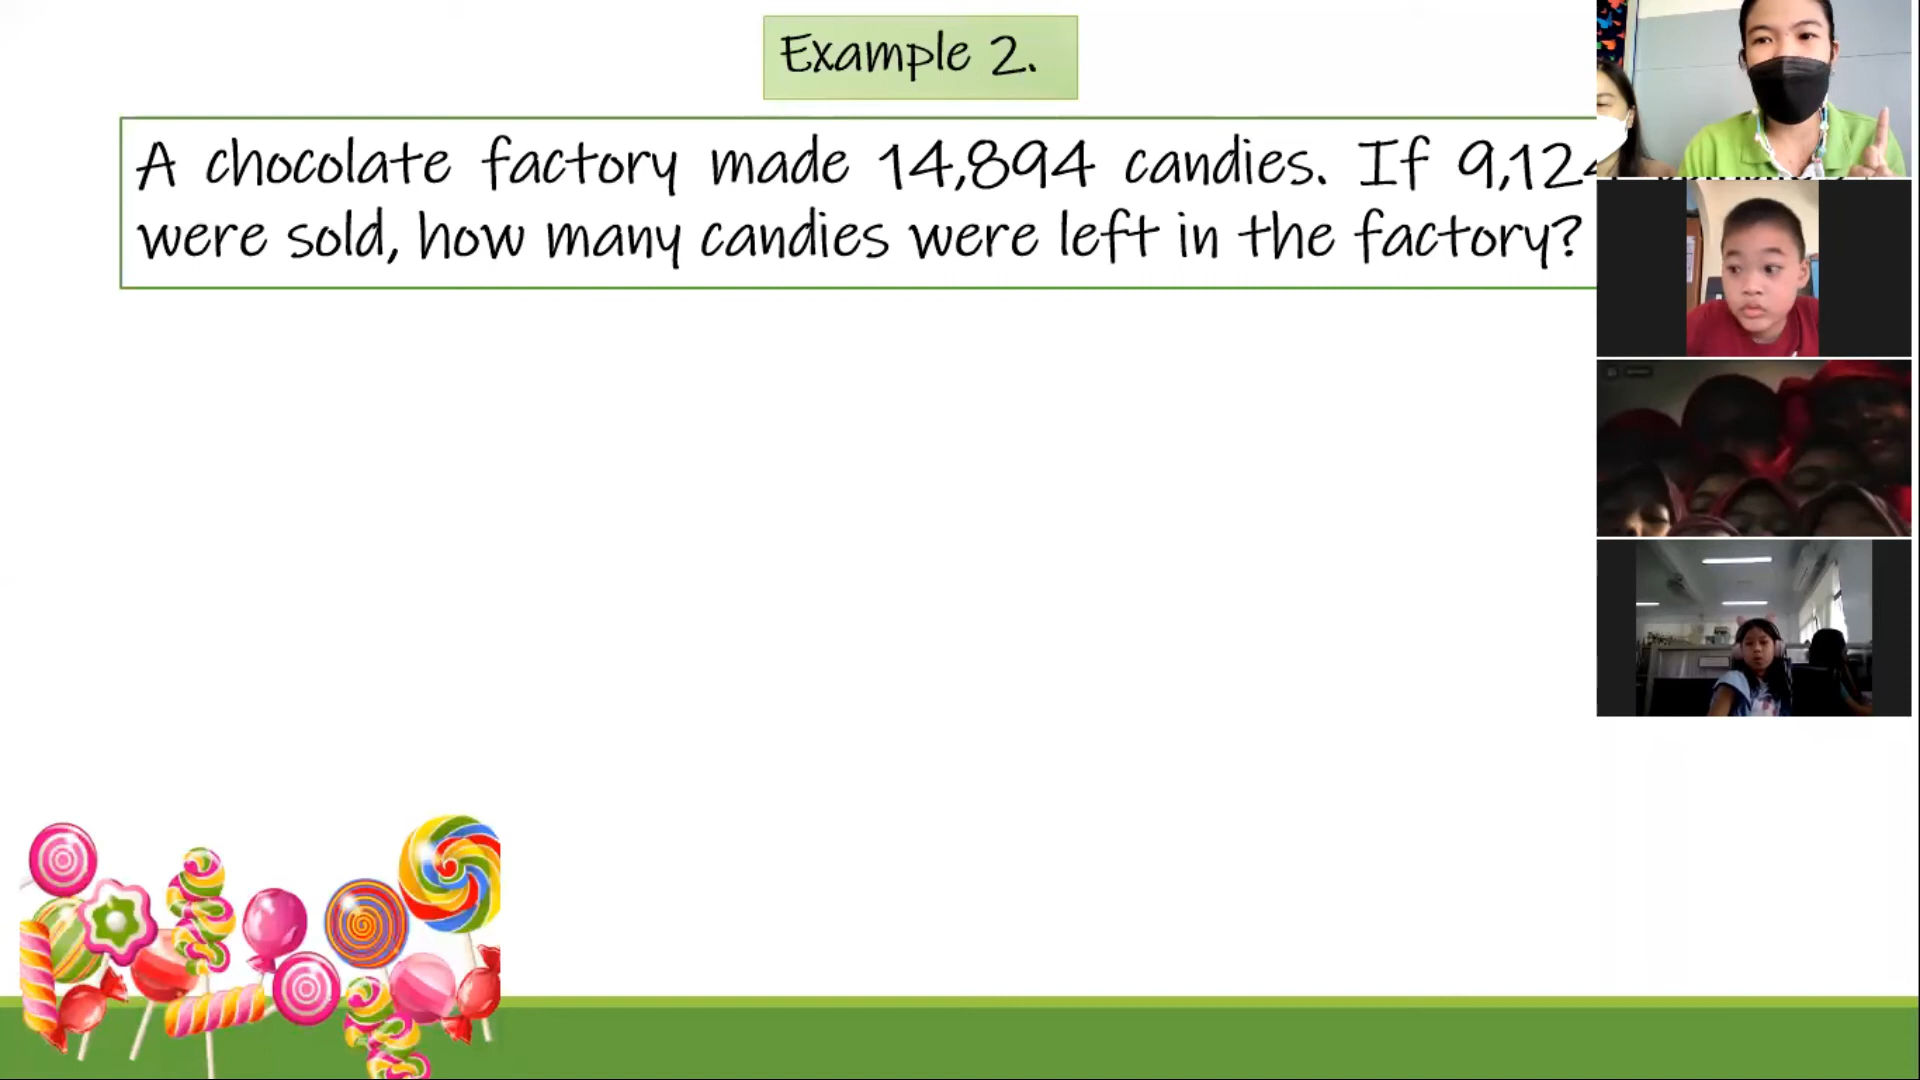 Example 2.
A chocolate factory made 14,894 candies. If 9,124
were sold, how many candies were left in the factory?